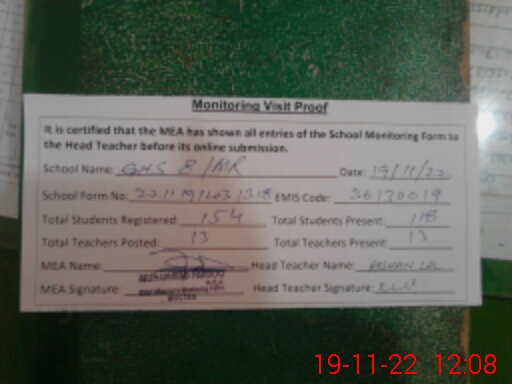 Monitoring Visit Proof
It is certified that the MEA has shown all entries of the School Monitoring Form to
the Head Teacher before its online submission.
School Name: GHS 8/MR Date: 19/11/22
School Form No: EMIS Code: 36130019
Total Students Registered: 154 Total Students Present: 118
Total Teachers Posted: 13 Total Teachers Present: 13
MEA Name: Head Teacher Name:
MEA Signature: Head Teacher Signature:
19-11-22 12:08